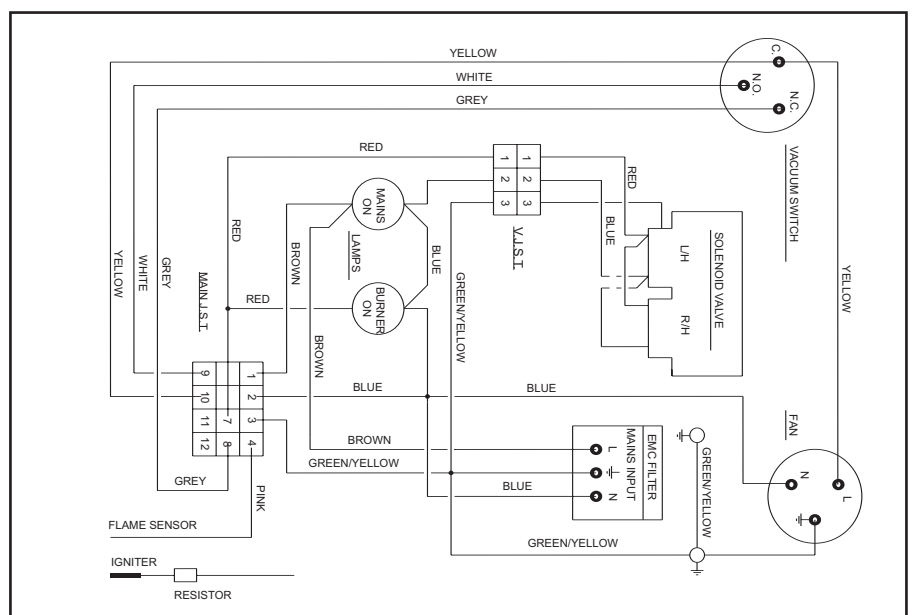 YELLOW
WHITE
GREY
C.
N.O.
N.C.
VACUUM SWITCH
RED
1 1
2 2
3 3
V.J.S.T.
MAINS
ON
LAMPS
BURNER
ON
RED
BLUE
SOLENOID VALVE
L/H
R/H
YELLOW
WHITE
GREY
RED
BROWN
BLUE
GREEN/YELLOW
YELLOW
MAIN J.S.T.
RED
BROWN
9 1
10 2
11 7 3
12 8 4
BLUE
BLUE
FAN
N
L
BROWN
GREEN/YELLOW
BLUE
L
N
EMC FILTER
MAINS INPUT
GREEN/YELLOW
GREY
PINK
GREEN/YELLOW
FLAME SENSOR
IGNITER
RESISTOR